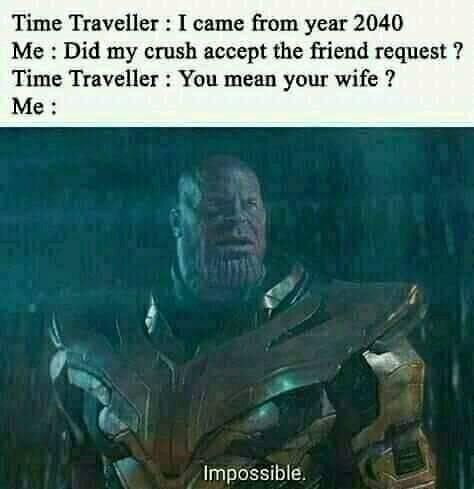 Time Traveller : I came from year 2040
Me : Did my crush accept the friend request ?
Time Traveller : You mean your wife ?
Me :
Impossible.